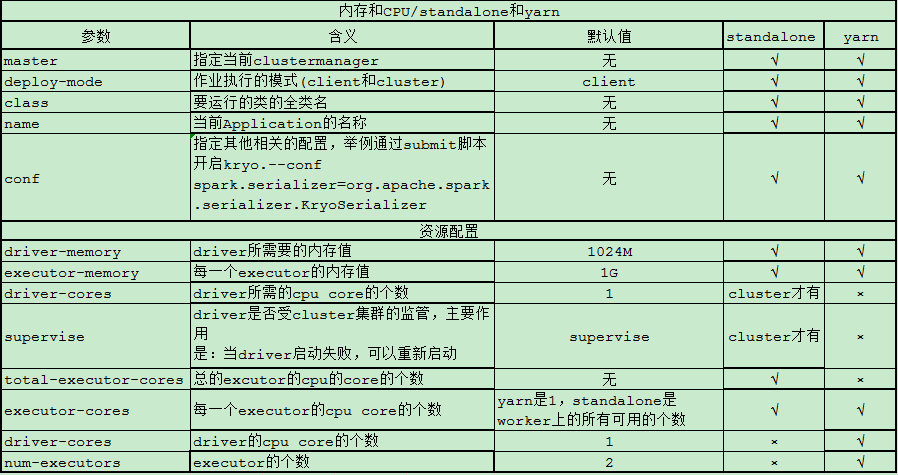 内存和CPU/standalone和yarn
参数 含义 默认值 standalone yarn
master 指定当前clustermanager 无 √ √
deploy-mode 作业执行的模式(client和cluster) client √ √
class 要运行的类的全类名 无 √ √
name 当前Application的名称 无 √ √
conf 指定其他相关的配置，举例通过submit脚本
开启kryo.--conf
spark.serializer=org.apache.spark
.serializer.KryoSerializer 无 √ √
资源配置
driver-memory driver所需要的内存值 1024M √ √
executor-memory 每一个executor的内存值 1G √ √
driver-cores driver所需的cpu core的个数 1 cluster才有 ×
supervise driver是否受cluster集群的监管，主要作
用
是：当driver启动失败，可以重新启动 supervise cluster才有 ×
total-executor-cores 总的excutor的cpu的core的个数 无 √ ×
executor-cores 每一个executor的cpu core的个数 yarn是1，standalone是
worker上的所有可用的个数 √ √
driver-cores driver的cpu core的个数 1 × √
num-executors executor的个数 2 × √